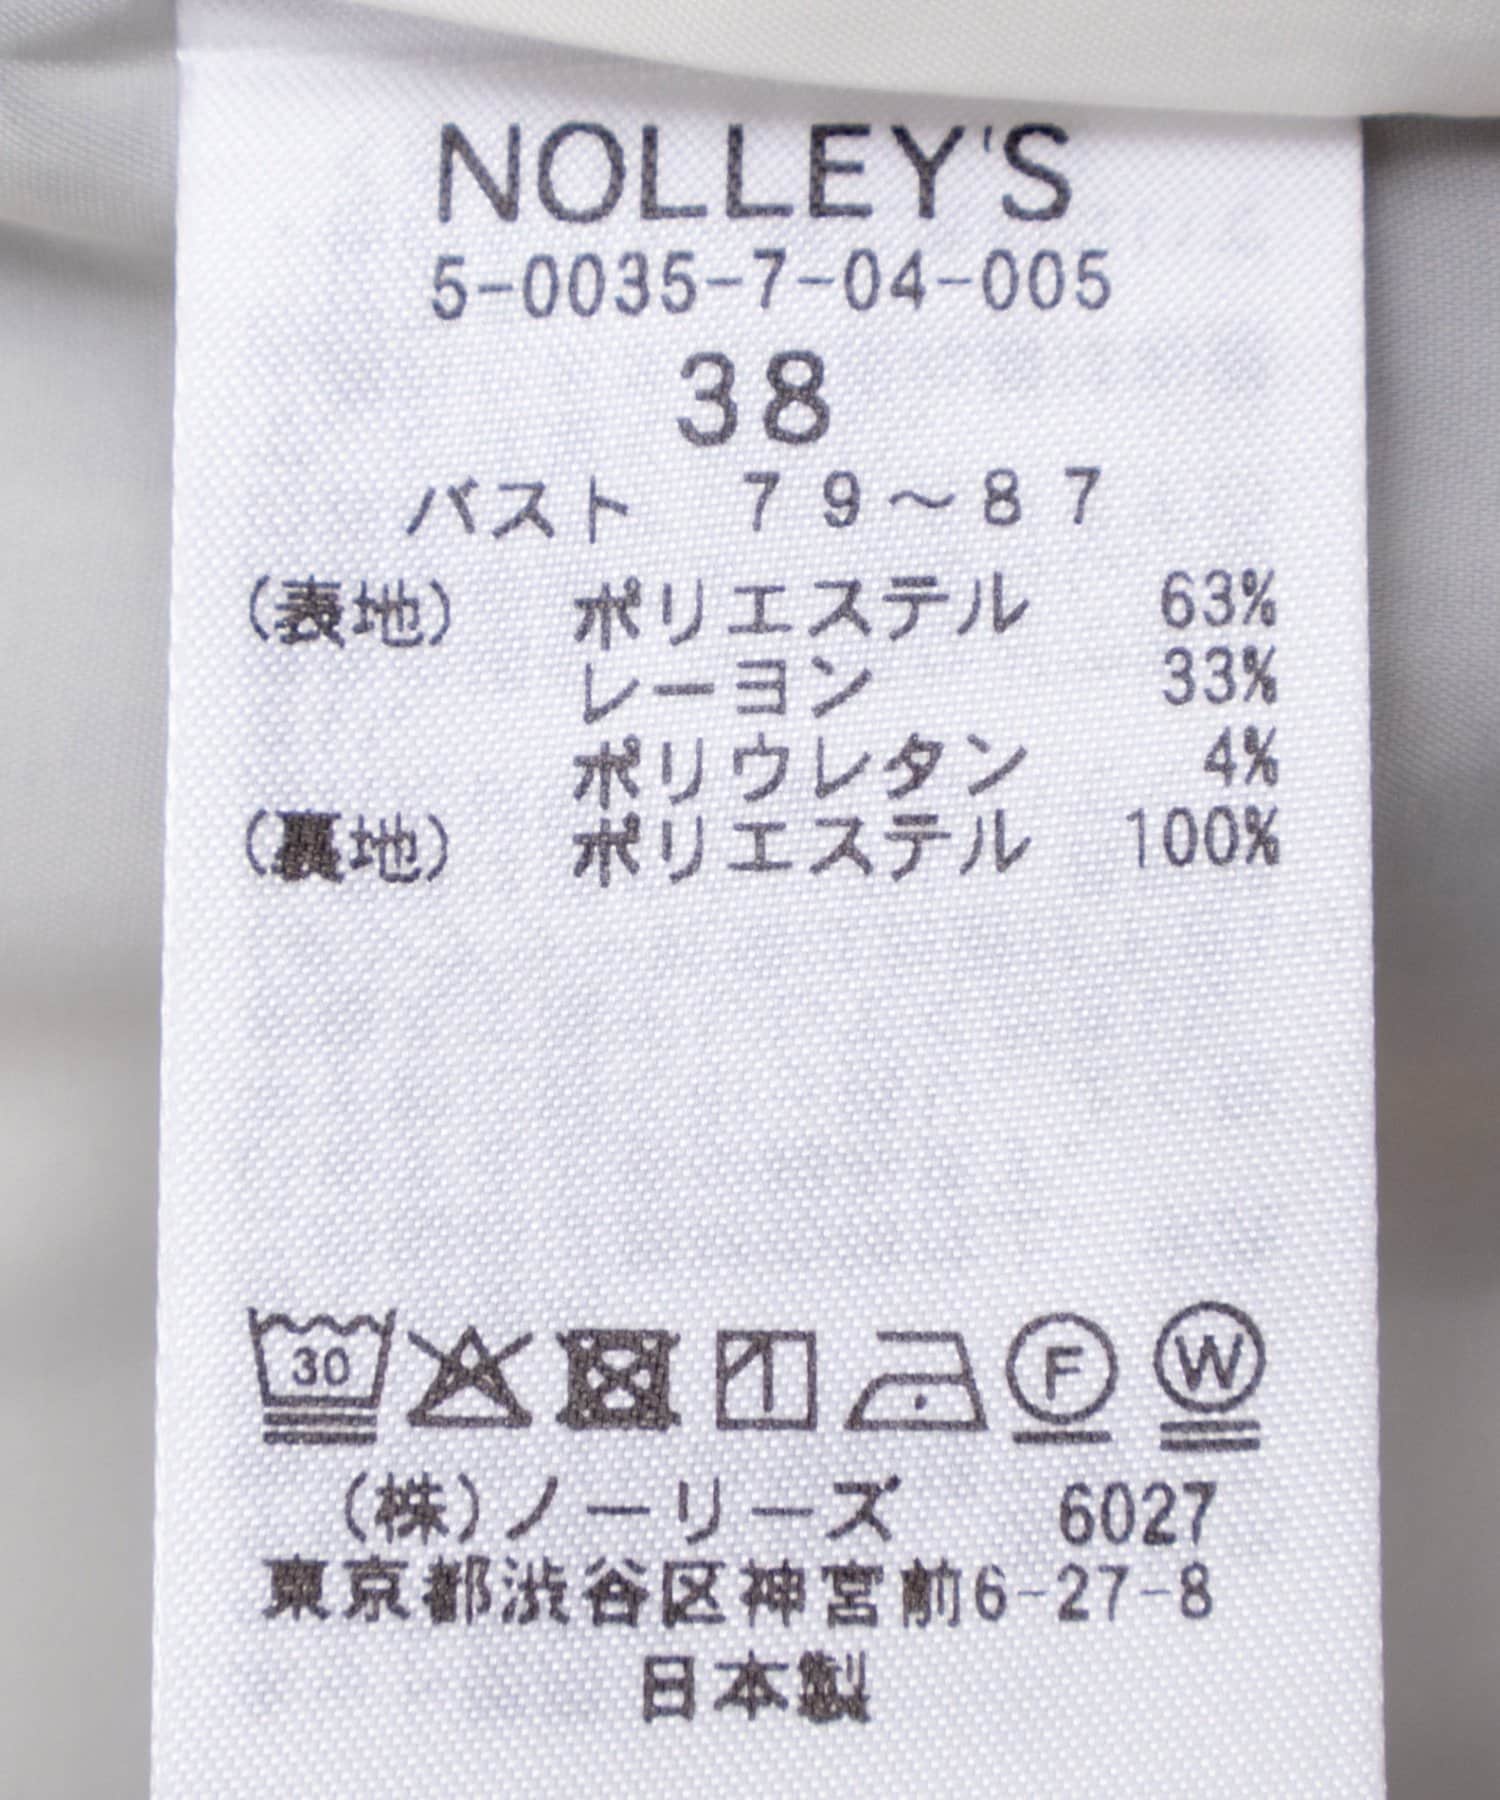 NOLLEY'S
5-0035-7-04-005
38
バスト　７９～８７
(表地) ポリエステル 63%
レーヨン 33%
ポリウレタン 4%
(裏地) ポリエステル 100%
30 F W
(株)ノーリーズ 6027
東京都渋谷区神宮前6-27-8
日本製